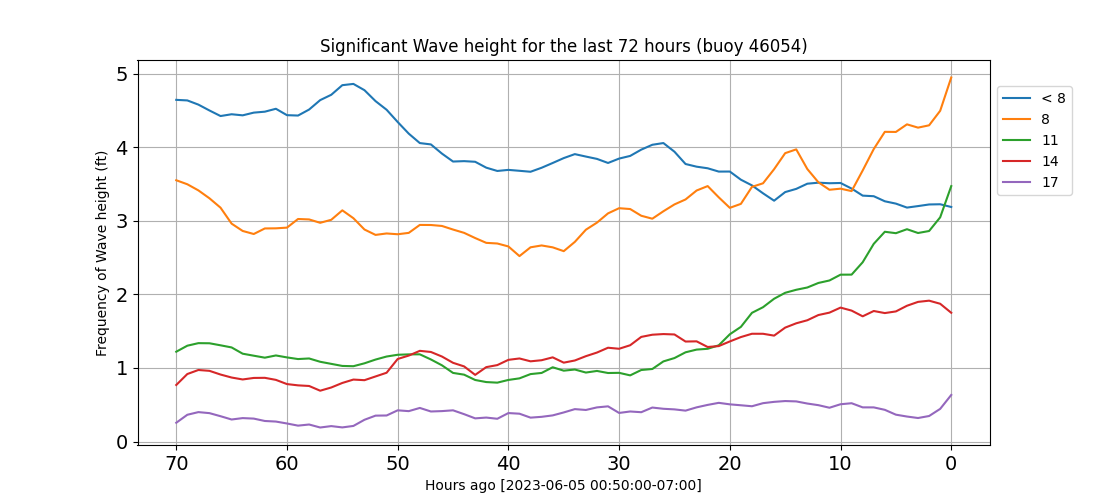 Significant Wave height for the last 72 hours (buoy 46054)
Frequency of Wave height (ft)
5
4
3
2
1
0
70 60 50 40 30 20 10 0
Hours ago [2023-06-05 00:50:00-07:00]
< 8
8
11
14
17